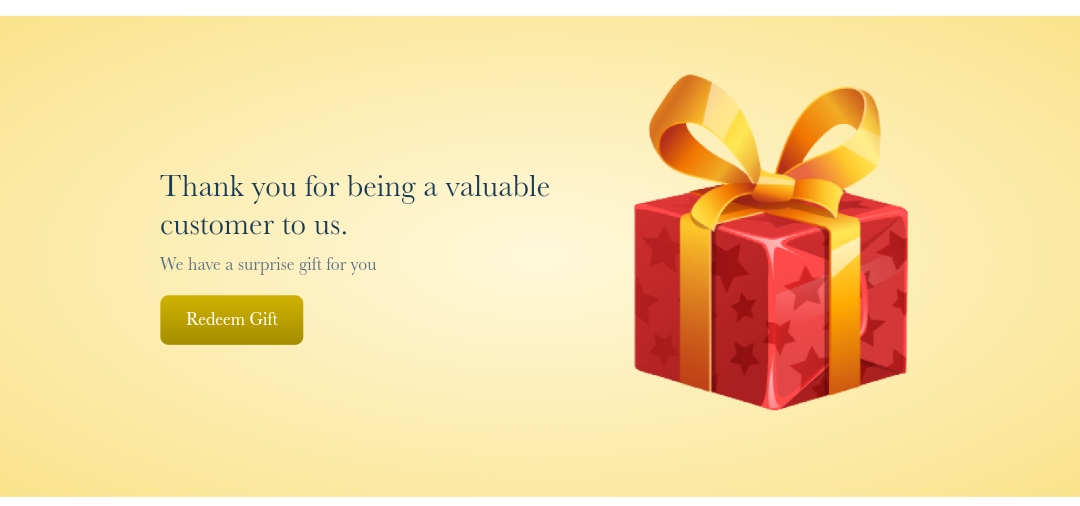 Thank you for being a valuable
customer to us.
We have a surprise gift for you
Redeem Gift